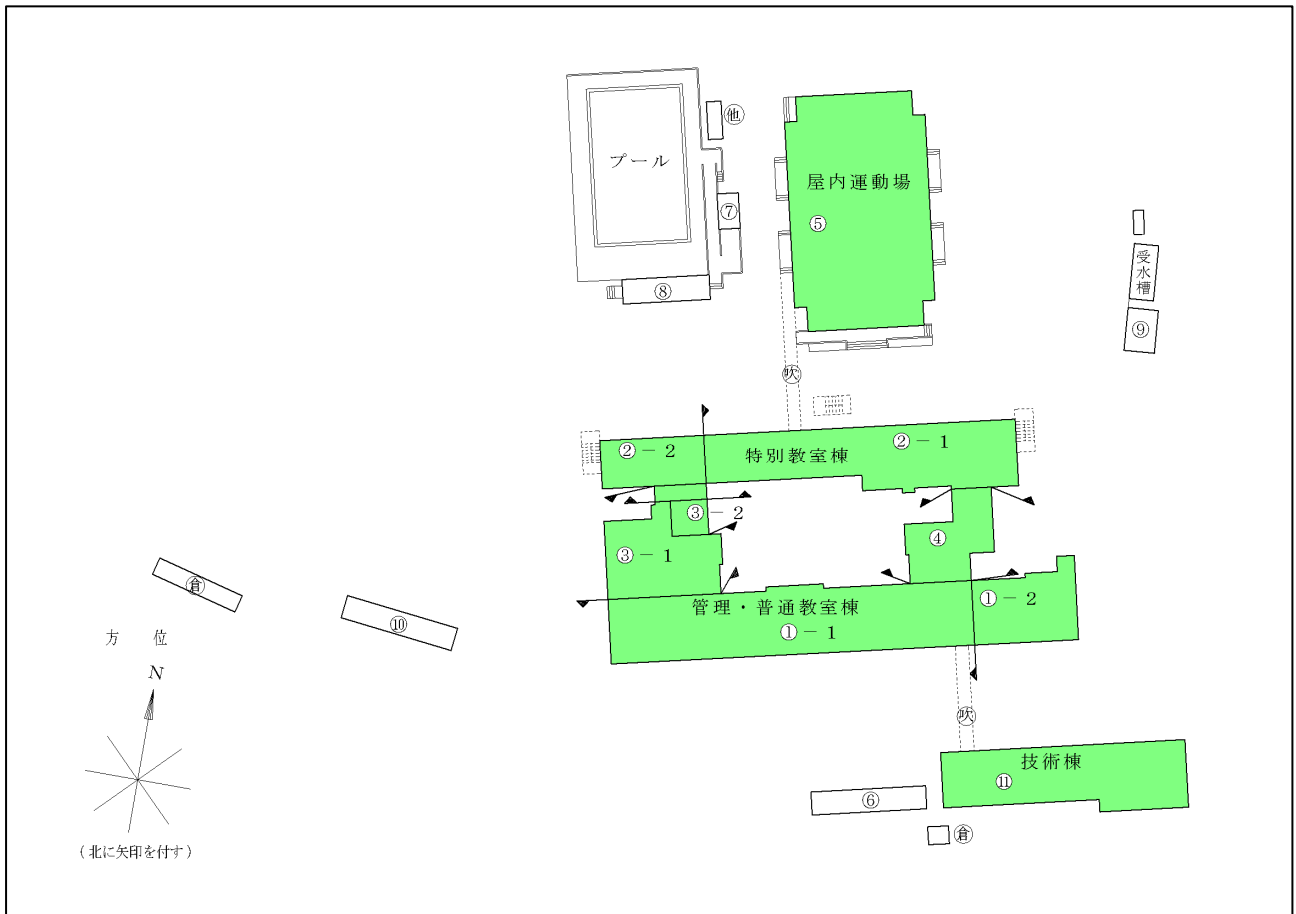 他
プール
屋内運動場
⑦
⑤
受水槽
⑧
⑨
吹
②－2
特別教室棟
②－1
③－2
④
③－1
倉
①－2
管理・普通教室棟
①－1
⑩
方　位
N
吹
技術棟
⑪
⑥
倉
(北に矢印を付す)